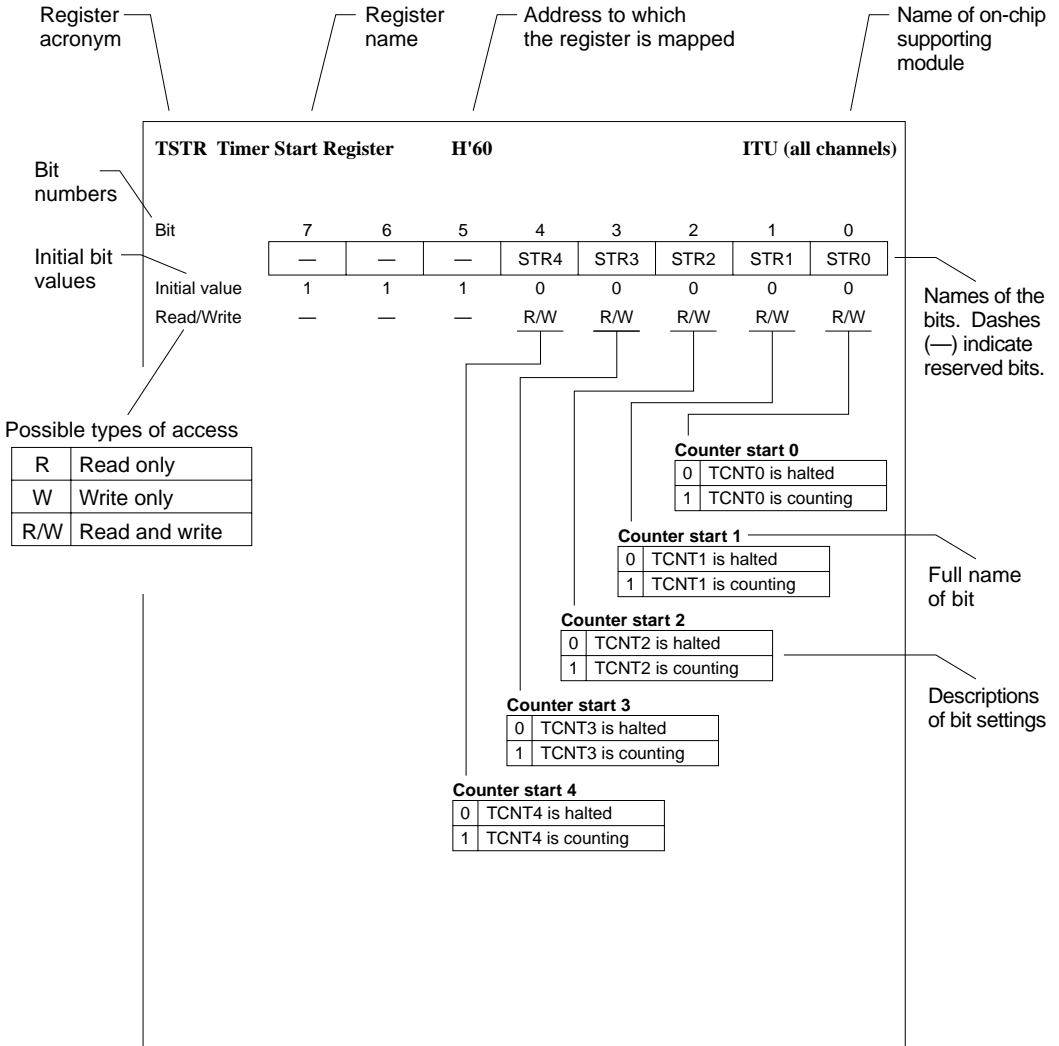 Register
acronym
Register
name
Address to which
the register is mapped
Name of on-chip
supporting
module
TSTR Timer Start Register H'60 ITU (all channels)
Bit
numbers
Bit 7 6 5 4 3 2 1 0
Initial bit
values
— — — STR4 STR3 STR2 STR1 STR0
Initial value 1 1 1 0 0 0 0 0
Read/Write — — — R/W R/W R/W R/W R/W
Names of the
bits. Dashes
(—) indicate
reserved bits.
Possible types of access
R Read only
W Write only
R/W Read and write
Counter start 0
0 TCNT0 is halted
1 TCNT0 is counting
Counter start 1
0 TCNT1 is halted
1 TCNT1 is counting
Full name
of bit
Counter start 2
0 TCNT2 is halted
1 TCNT2 is counting
Descriptions
of bit settings
Counter start 3
0 TCNT3 is halted
1 TCNT3 is counting
Counter start 4
0 TCNT4 is halted
1 TCNT4 is counting